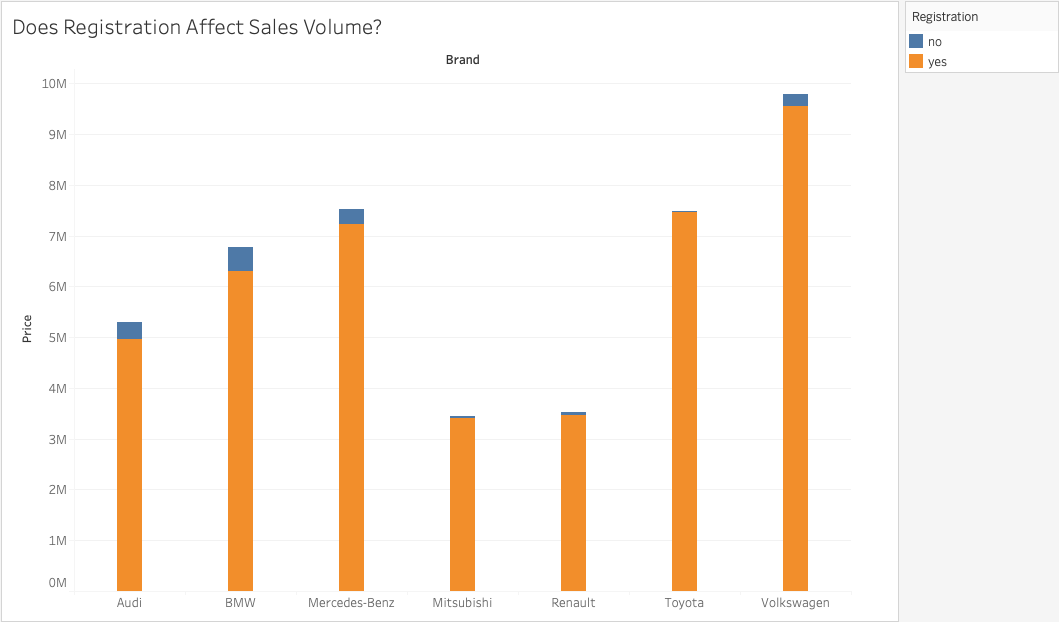 Does Registration Affect Sales Volume?
Registration
no
yes
Brand
Price
10M
9M
8M
7M
6M
5M
4M
3M
2M
1M
0M
Audi BMW Mercedes-Benz Mitsubishi Renault Toyota Volkswagen